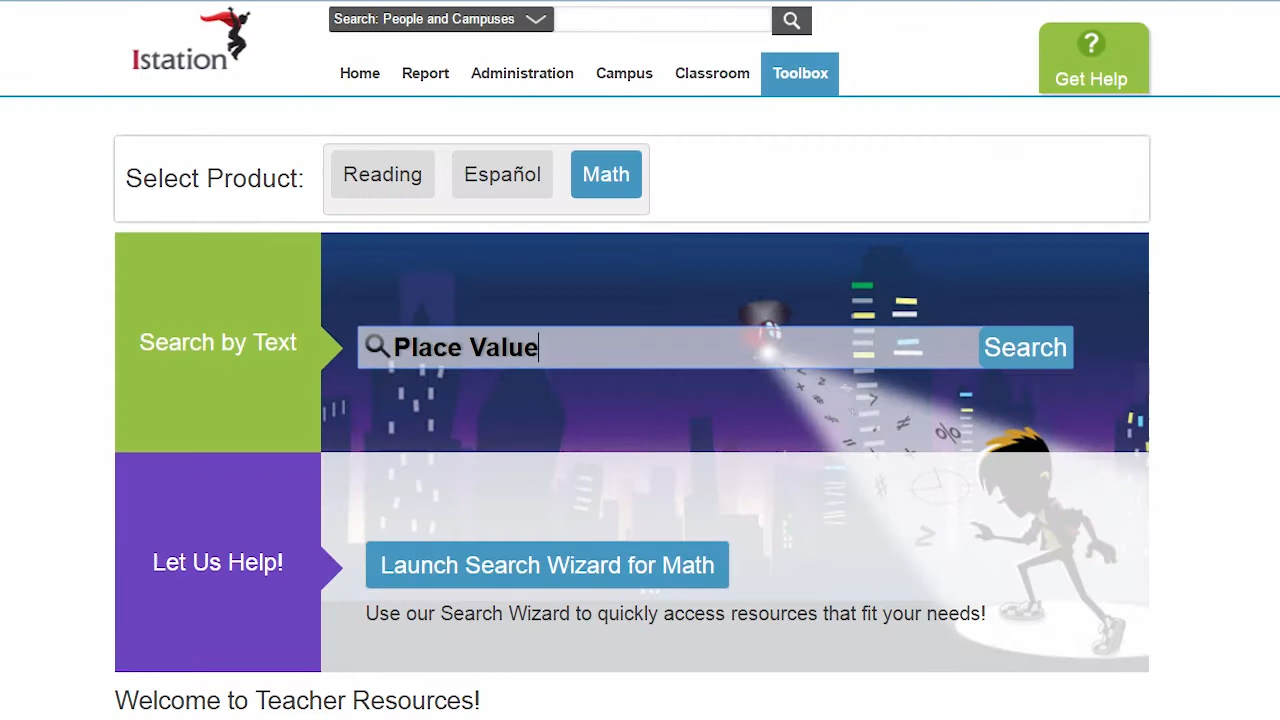 Istation
Search: People and Campuses
Home Report Administration Campus Classroom Toolbox
?
Get Help
Select Product: Reading Español Math
Search by Text
Place Value
Search
Let Us Help!
Launch Search Wizard for Math
Use our Search Wizard to quickly access resources that fit your needs!
Welcome to Teacher Resources!